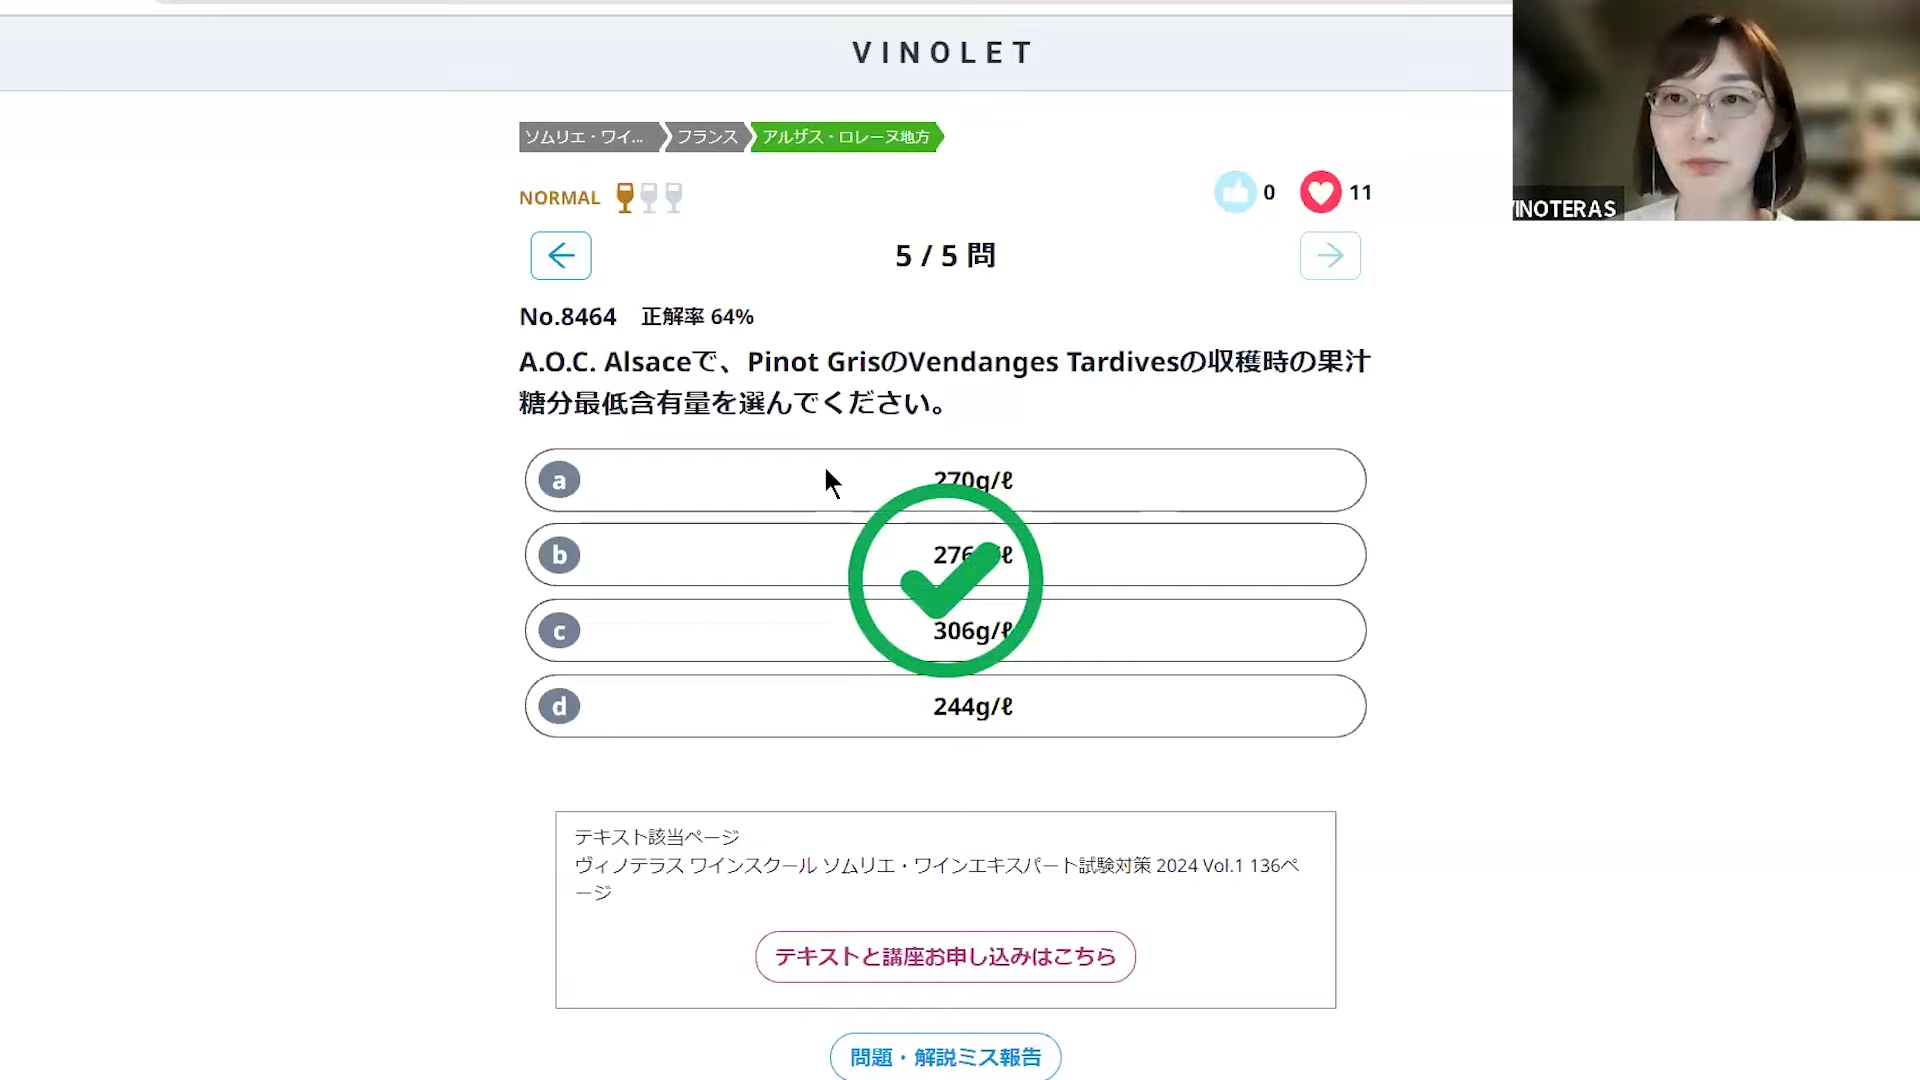 VINOLET
ソムリエ・ワイ...
フランス
アルザス・ロレーヌ地方
NORMAL
0
11
VINOTERAS
5 / 5 問
No.8464 正解率 64%
A.O.C. Alsaceで、Pinot GrisのVendanges Tardivesの収穫時の果汁
糖分最低含有量を選んでください。
a 270g/ℓ
b 276g/ℓ
c 306g/ℓ
d 244g/ℓ
テキスト該当ページ
ヴィノテラス ワインスクール ソムリエ・ワインエキスパート試験対策 2024 Vol.1 136ペ
ージ
テキストと講座お申し込みはこちら
問題・解説ミス報告